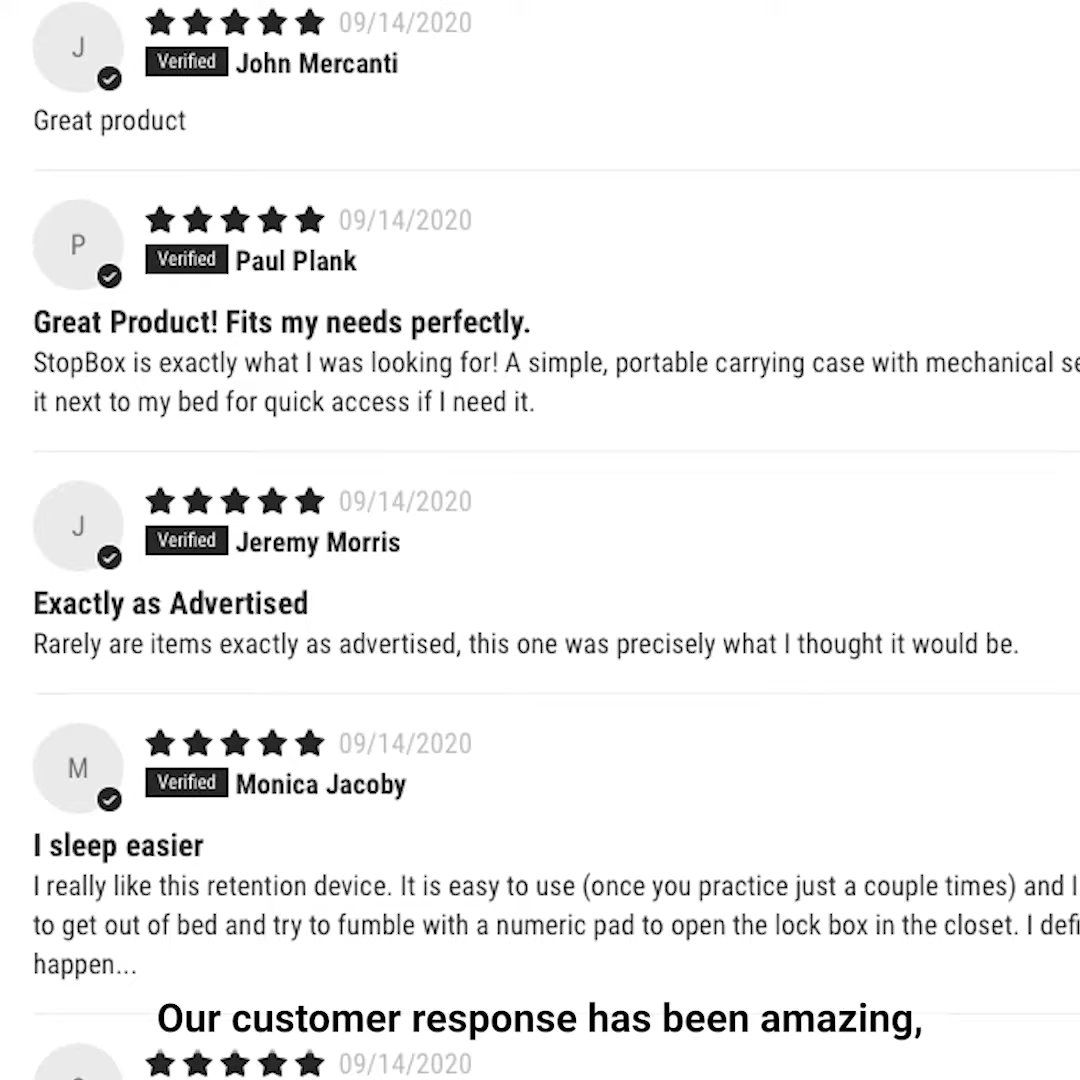 J
★★★★★ 09/14/2020
Verified John Mercanti
Great product
P
★★★★★ 09/14/2020
Verified Paul Plank
Great Product! Fits my needs perfectly.
StopBox is exactly what I was looking for! A simple, portable carrying case with mechanical
it next to my bed for quick access if I need it.
J
★★★★★ 09/14/2020
Verified Jeremy Morris
Exactly as Advertised
Rarely are items exactly as advertised, this one was precisely what I thought it would be.
M
★★★★★ 09/14/2020
Verified Monica Jacoby
I sleep easier
I really like this retention device. It is easy to use (once you practice just a couple times) and I
to get out of bed and try to fumble with a numeric pad to open the lock box in the closet. I
happen...
Our customer response has been amazing,
★★★★★ 09/14/2020